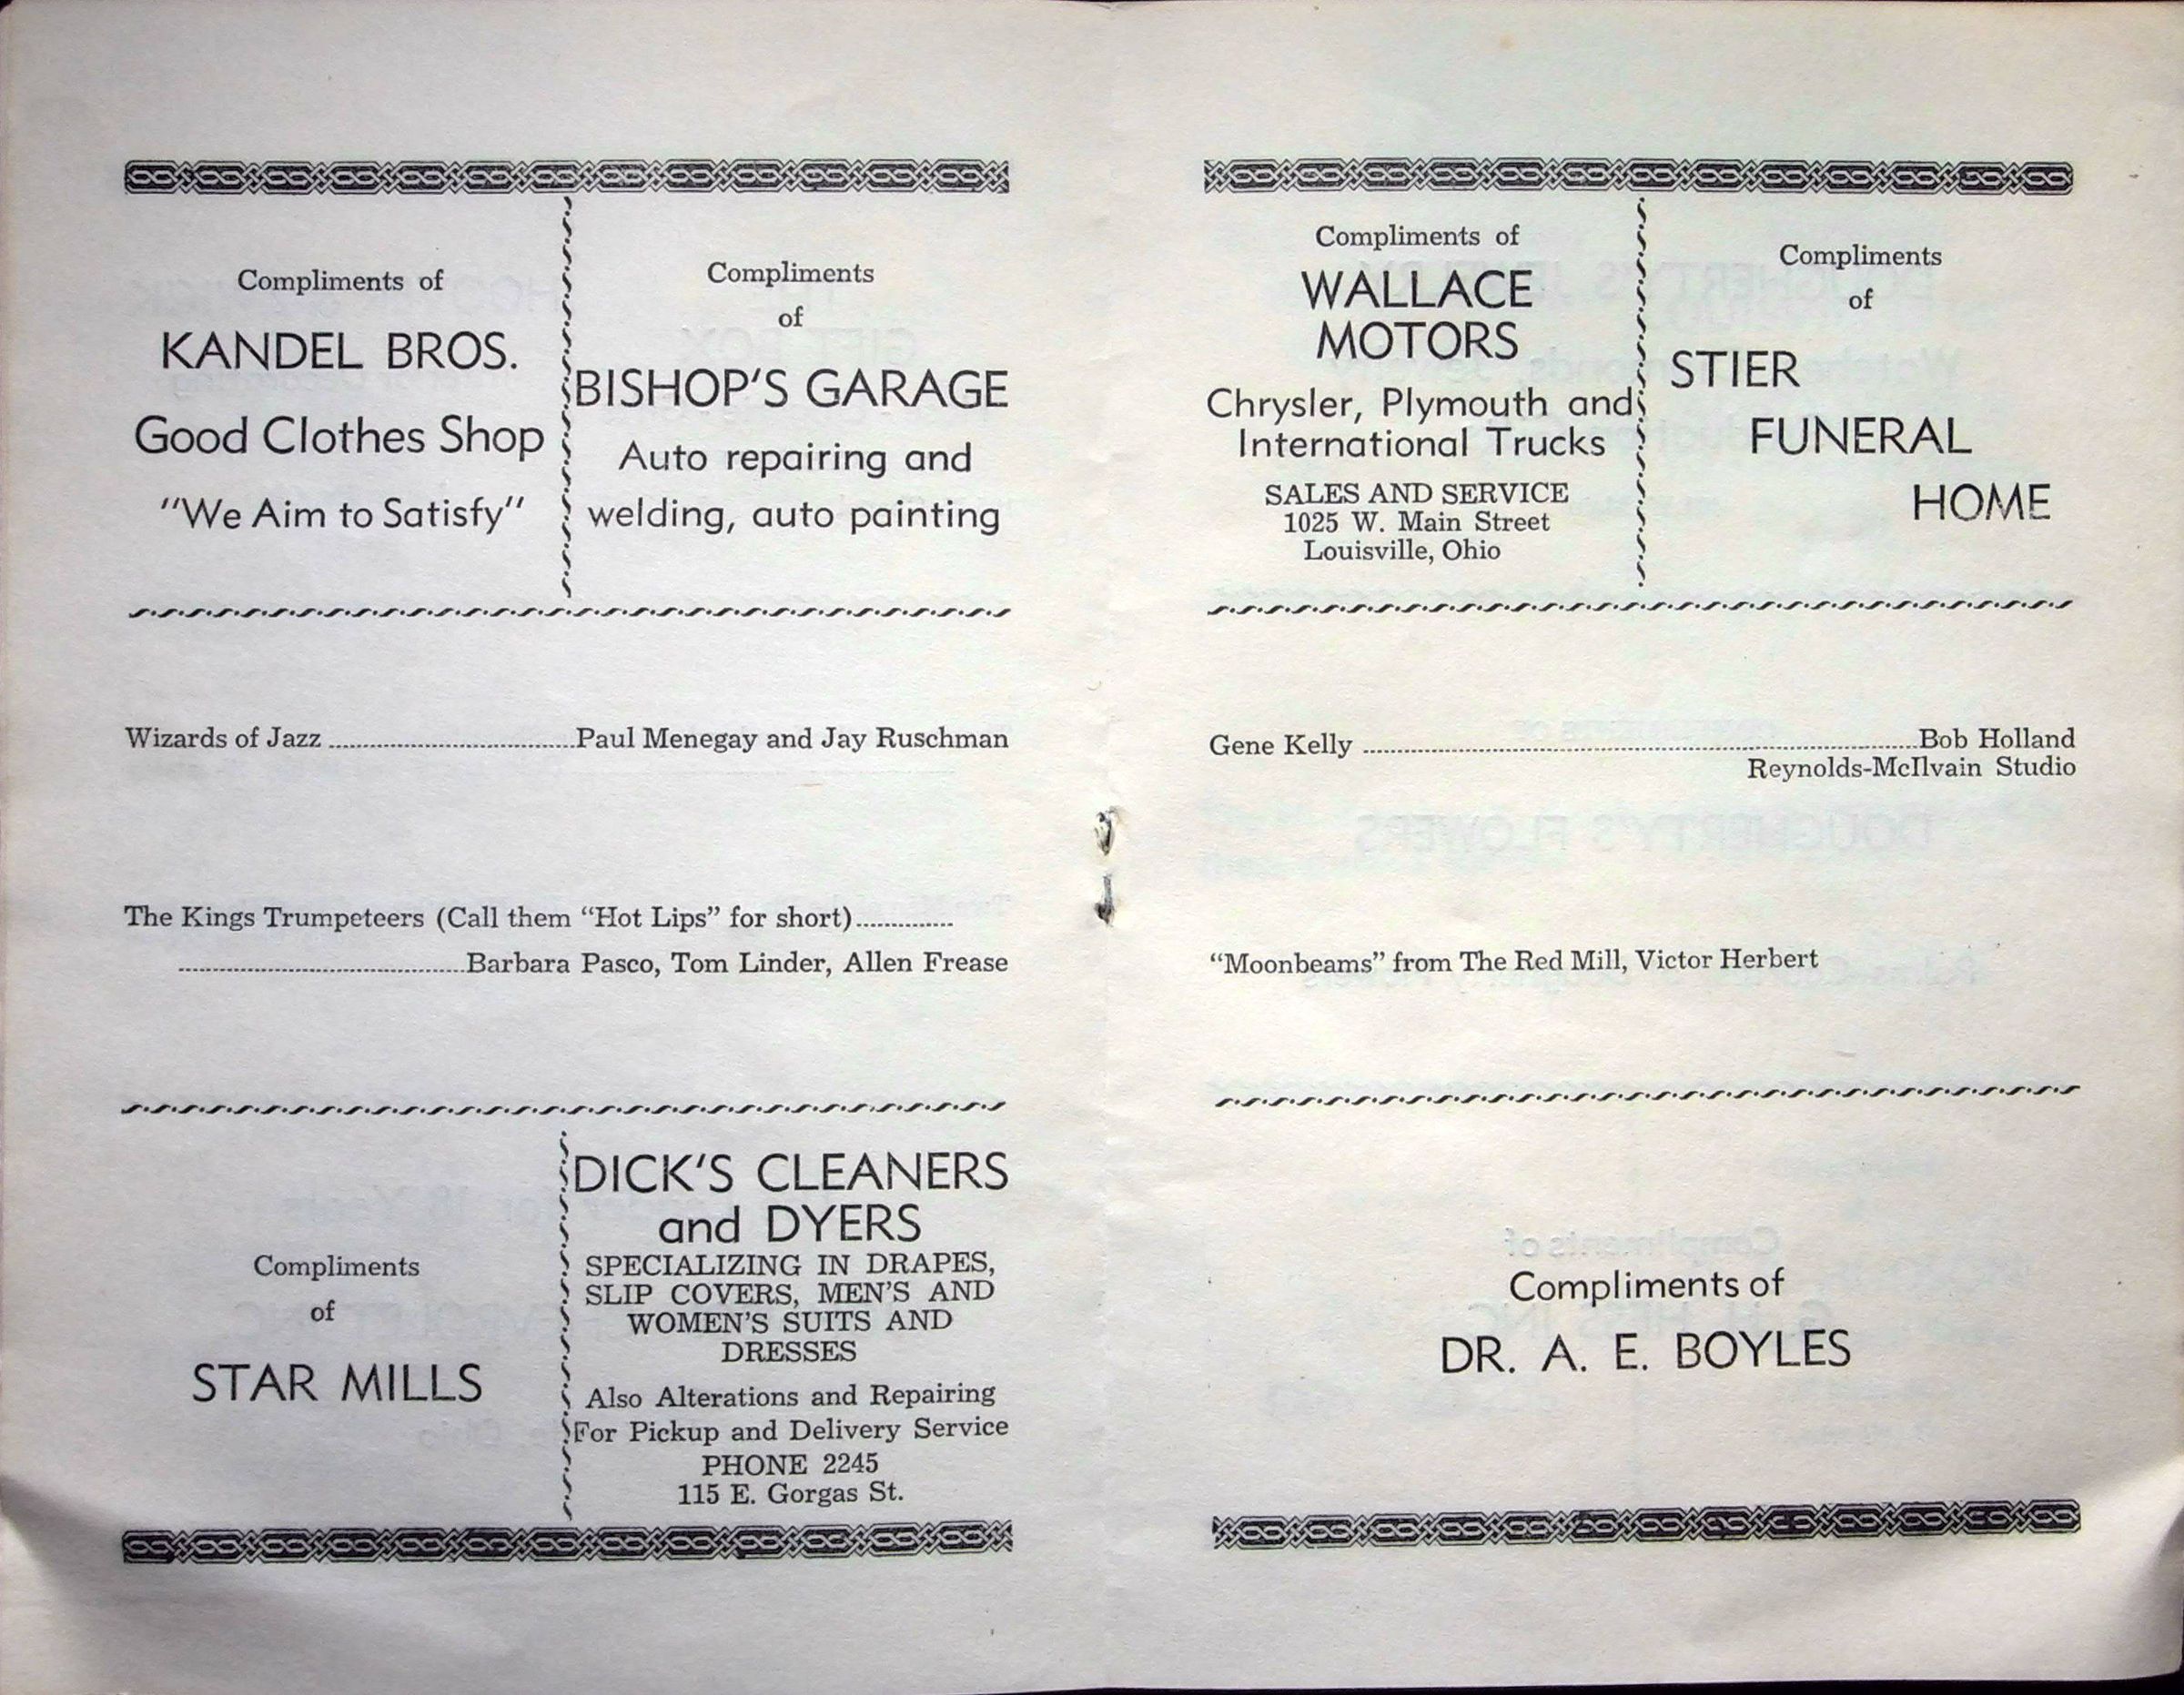 Compliments of
KANDEL BROS.
Good Clothes Shop
"We Aim to Satisfy"
Compliments
of
BISHOP'S GARAGE
Auto repairing and
welding, auto painting
Wizards of Jazz ....................................Paul Menegay and Jay Ruschman
The Kings Trumpeteers (Call them "Hot Lips" for short)..............
..........................................Barbara Pasco, Tom Linder, Allen Frease
Compliments
of
STAR MILLS
DICK'S CLEANERS
and DYERS
SPECIALIZING IN DRAPES,
SLIP COVERS, MEN'S AND
WOMEN'S SUITS AND
DRESSES
Also Alterations and Repairing
For Pickup and Delivery Service
PHONE 2245
115 E. Gorgas St.
Compliments of
WALLACE
MOTORS
Chrysler, Plymouth and
International Trucks
SALES AND SERVICE
1025 W. Main Street
Louisville, Ohio
Compliments
of
STIER
FUNERAL
HOME
Gene Kelly ................................................................................Bob Holland
Reynolds-McIlvain Studio
"Moonbeams" from The Red Mill, Victor Herbert
Compliments of
DR. A. E. BOYLES